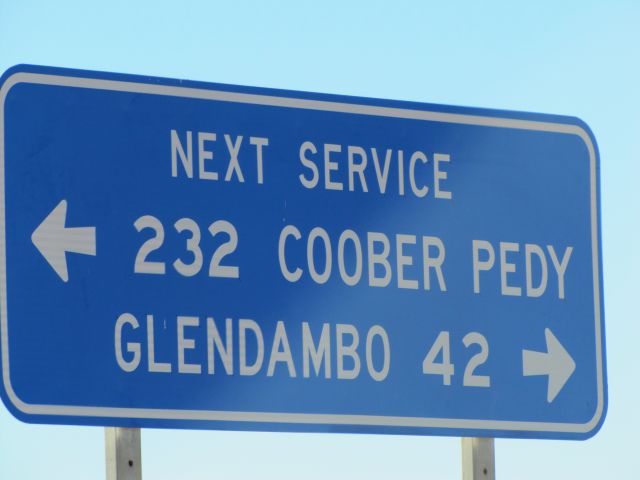 NEXT SERVICE
232 COOBER PEDY
GLENDAMBO 42